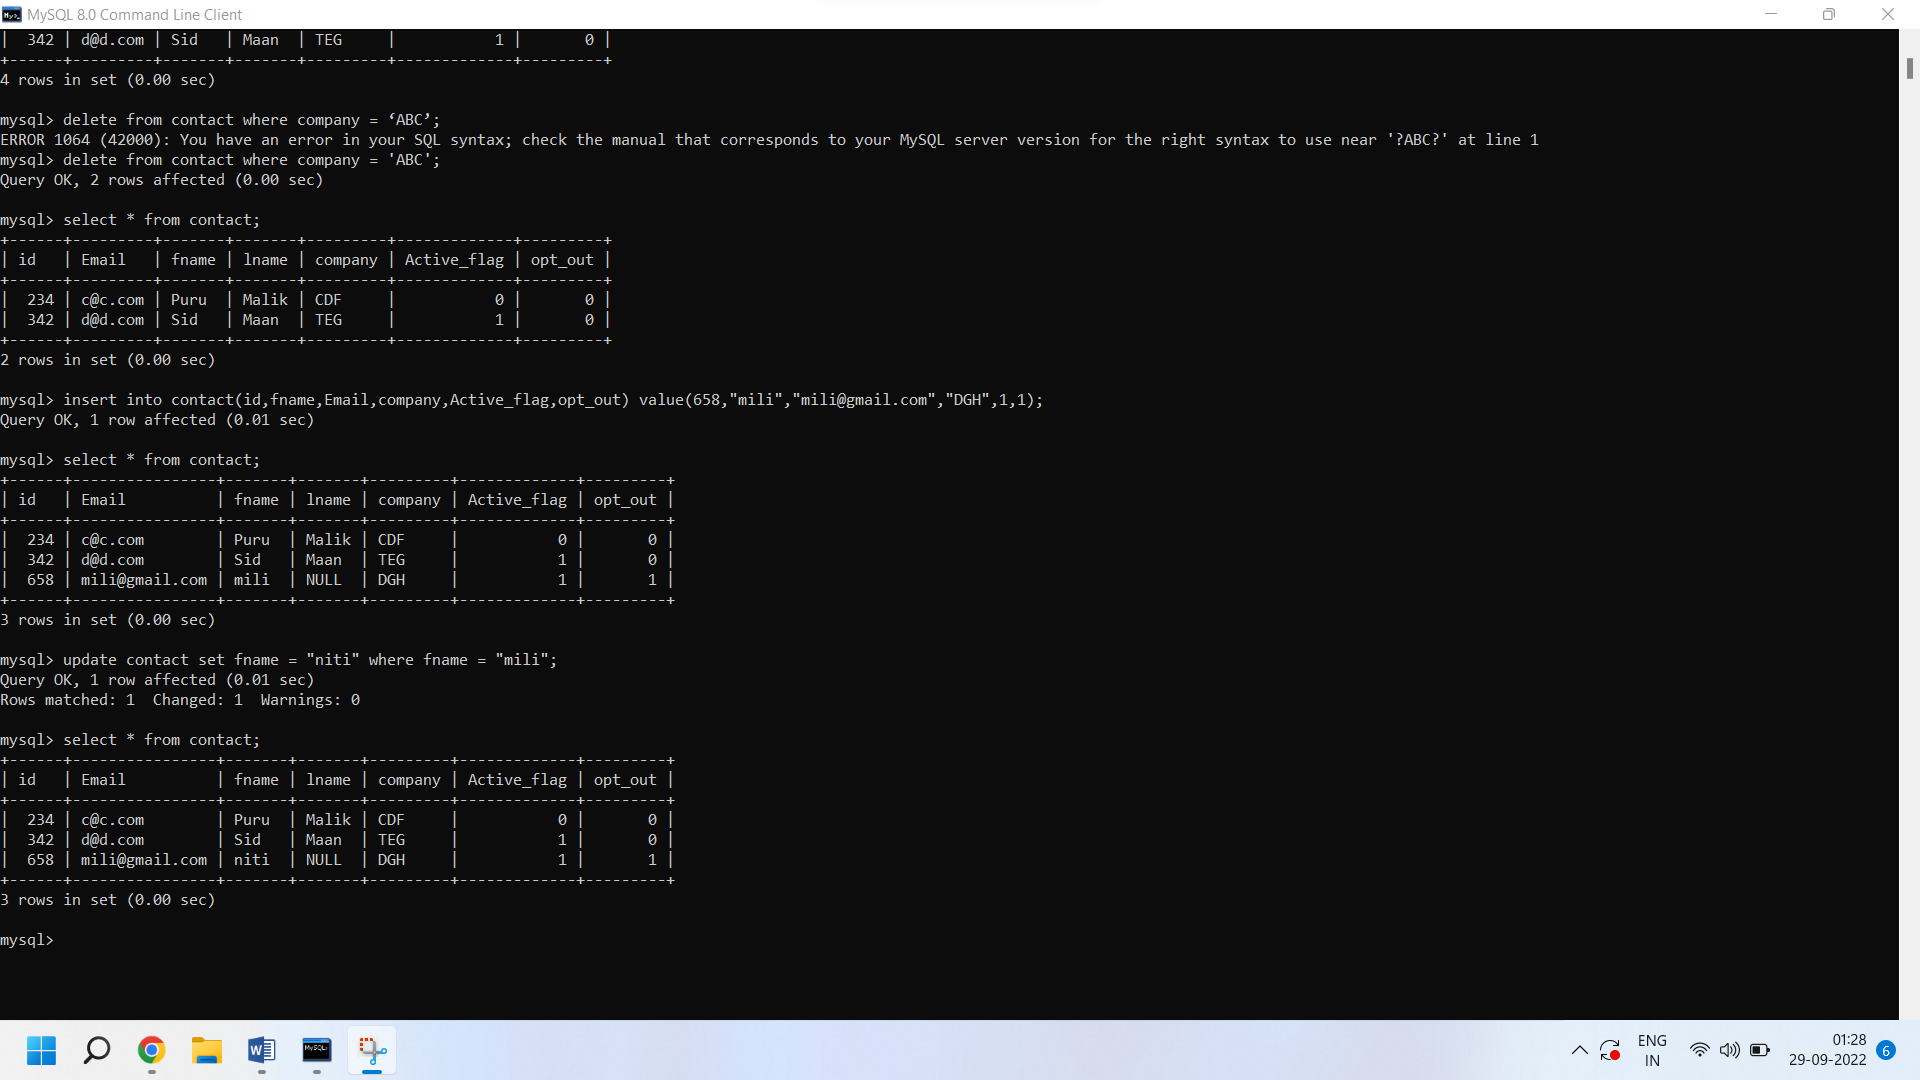 MySQL 8.0 Command Line Client
|  342 | d@d.com | Sid   | Maan  | TEG     |           1 |       0 |
+------+---------+-------+-------+---------+-------------+---------+
4 rows in set (0.00 sec)
mysql> delete from contact where company = ‘ABC’;
ERROR 1064 (42000): You have an error in your SQL syntax; check the manual that corresponds to your MySQL server version for the right syntax to use near '?ABC?' at line 1
mysql> delete from contact where company = 'ABC';
Query OK, 2 rows affected (0.00 sec)
mysql> select * from contact;
+------+---------+-------+-------+---------+-------------+---------+
| id   | Email   | fname | lname | company | Active_flag | opt_out |
+------+---------+-------+-------+---------+-------------+---------+
|  234 | c@c.com | Puru  | Malik | CDF     |           0 |       0 |
|  342 | d@d.com | Sid   | Maan  | TEG     |           1 |       0 |
+------+---------+-------+-------+---------+-------------+---------+
2 rows in set (0.00 sec)
mysql> insert into contact(id,fname,Email,company,Active_flag,opt_out) value(658,"mili","mili@gmail.com","DGH",1,1);
Query OK, 1 row affected (0.01 sec)
mysql> select * from contact;
+------+----------------+-------+-------+---------+-------------+---------+
| id   | Email          | fname | lname | company | Active_flag | opt_out |
+------+----------------+-------+-------+---------+-------------+---------+
|  234 | c@c.com        | Puru  | Malik | CDF     |           0 |       0 |
|  342 | d@d.com        | Sid   | Maan  | TEG     |           1 |       0 |
|  658 | mili@gmail.com | mili  | NULL  | DGH     |           1 |       1 |
+------+----------------+-------+-------+---------+-------------+---------+
3 rows in set (0.00 sec)
mysql> update contact set fname = "niti" where fname = "mili";
Query OK, 1 row affected (0.01 sec)
Rows matched: 1  Changed: 1  Warnings: 0
mysql> select * from contact;
+------+----------------+-------+-------+---------+-------------+---------+
| id   | Email          | fname | lname | company | Active_flag | opt_out |
+------+----------------+-------+-------+---------+-------------+---------+
|  234 | c@c.com        | Puru  | Malik | CDF     |           0 |       0 |
|  342 | d@d.com        | Sid   | Maan  | TEG     |           1 |       0 |
|  658 | mili@gmail.com | niti  | NULL  | DGH     |           1 |       1 |
+------+----------------+-------+-------+---------+-------------+---------+
3 rows in set (0.00 sec)
mysql>
ENG
IN
01:28
29-09-2022
6